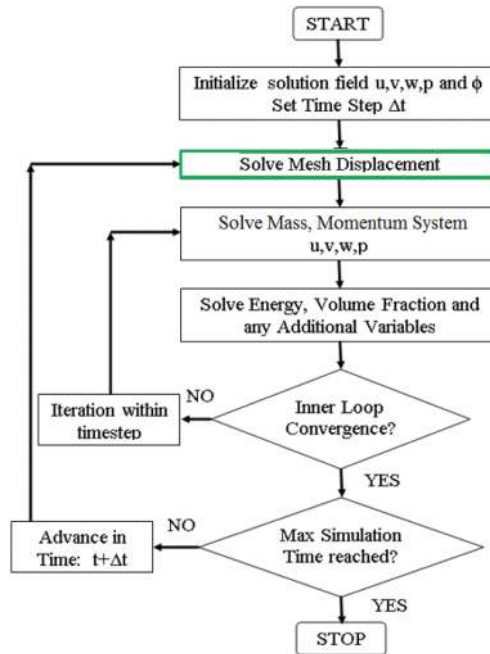 START
Initialize solution field u,v,w,p and ϕ
Set Time Step Δt
Solve Mesh Displacement
Solve Mass, Momentum System
u,v,w,p
Solve Energy, Volume Fraction and
any Additional Variables
NO
Iteration within
timestep
Inner Loop
Convergence?
YES
NO
Advance in
Time: t+Δt
Max Simulation
Time reached?
YES
STOP